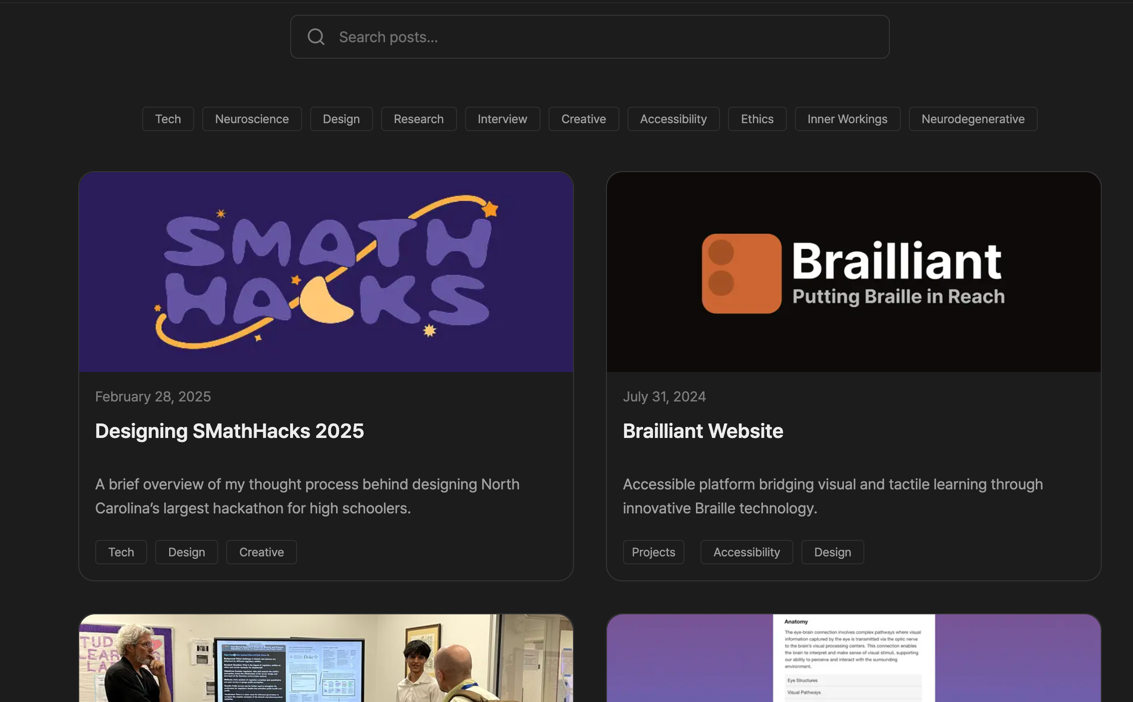 Search posts...
Tech
Neuroscience
Design
Research
Interview
Creative
Accessibility
Ethics
Inner Workings
Neurodegenerative
SMATH
HACKS
February 28, 2025
Designing SMathHacks 2025
A brief overview of my thought process behind designing North
Carolina’s largest hackathon for high schoolers.
Tech
Design
Creative
Brailliant
Putting Braille in Reach
July 31, 2024
Brailliant Website
Accessible platform bridging visual and tactile learning through
innovative Braille technology.
Projects
Accessibility
Design
Anatomy
The eye-brain connection involves complex pathways where visual
information captured by the eye is transmitted via the optic nerve
to the brain's visual processing centers. This connection enables
the brain to interpret and make sense of visual stimuli, supporting
our ability to perceive and interact with the surrounding
environment.
Eye Structures
Visual Pathways